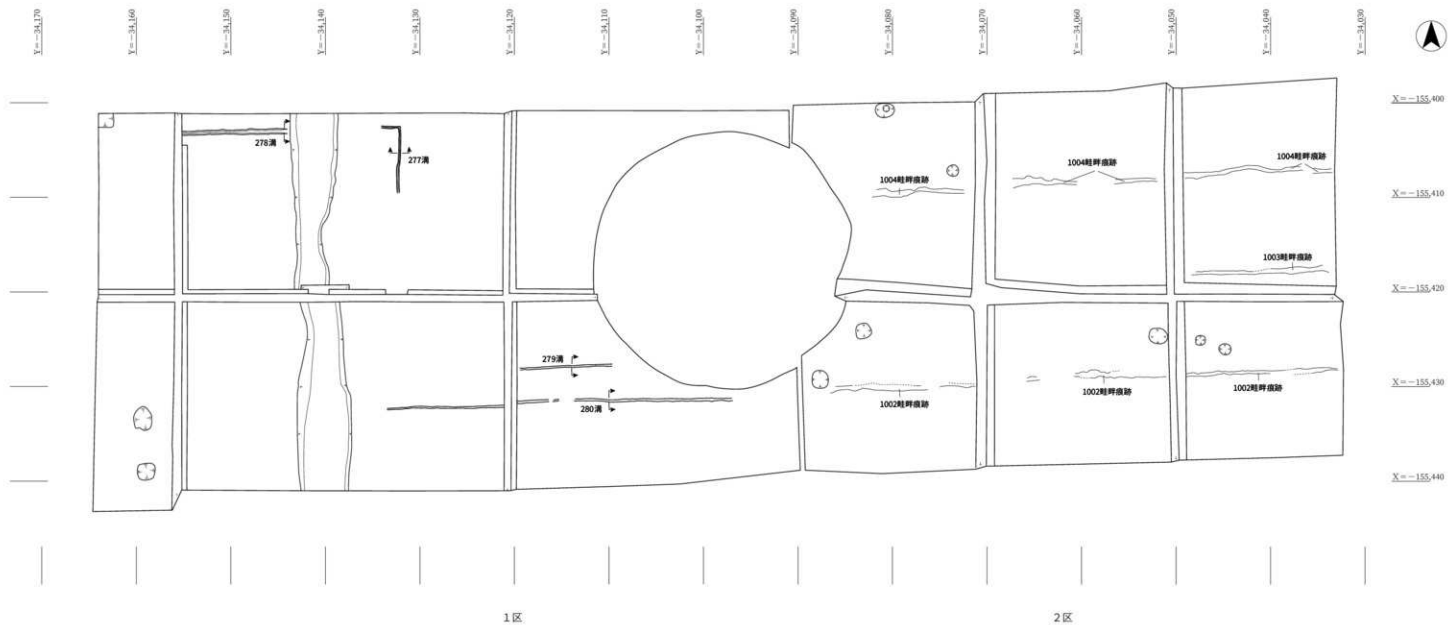 Y=-34,170
Y=-34,160
Y=-34,150
Y=-34,140
Y=-34,130
Y=-34,120
Y=-34,110
Y=-34,100
Y=-34,090
Y=-34,080
Y=-34,070
Y=-34,060
Y=-34,050
Y=-34,040
Y=-34,030
X=-155,400
278溝
277溝
1004畦畔痕跡
1004畦畔痕跡
1004畦畔痕跡
X=-155,410
1003畦畔痕跡
X=-155,420
279溝
280溝
1002畦畔痕跡
1002畦畔痕跡
1002畦畔痕跡
X=-155,430
X=-155,440
1区
2区